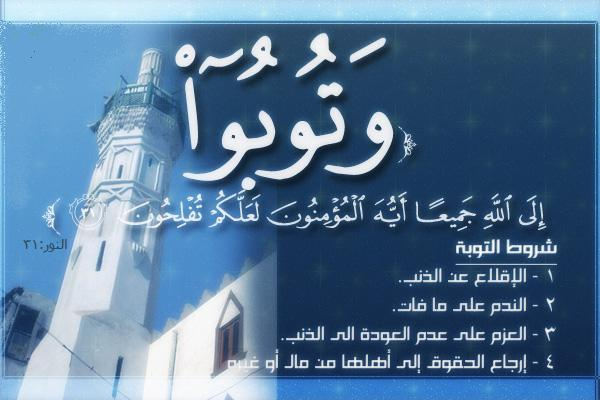 وَتُوبُوٓا۟
إِلَى ٱللَّهِ جَمِيعًا أَيُّهَ ٱلْمُؤْمِنُونَ لَعَلَّكُمْ تُفْلِحُونَ ٣١
النور:٣١
شروط التوبة
١ - الإقلاع عن الذنب.
٢ - الندم على ما فات.
٣ - العزم على عدم العودة الى الذنب.
٤ - إرجاع الحقوق إلى أهلها من مال أو غيره